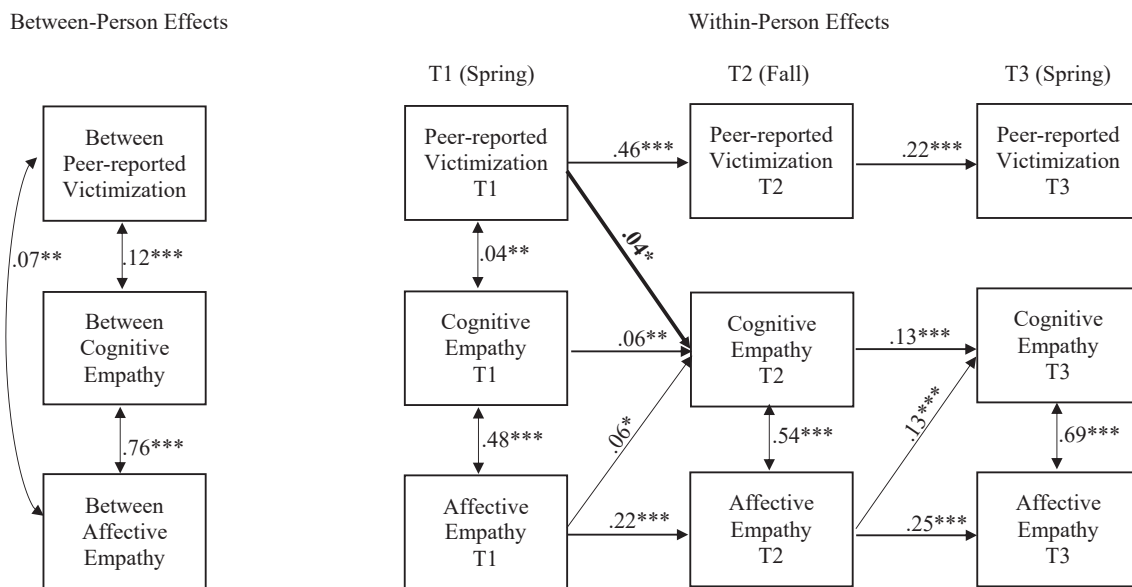 Between-Person Effects
Within-Person Effects
T1 (Spring)
T2 (Fall)
T3 (Spring)
Between
Peer-reported
Victimization
.07**
.12***
Between
Cognitive
Empathy
.76***
Between
Affective
Empathy
Peer-reported
Victimization
T1
.46***
Peer-reported
Victimization
T2
.22***
Peer-reported
Victimization
T3
.04**
.04*
Cognitive
Empathy
T1
.06**
Cognitive
Empathy
T2
.13***
Cognitive
Empathy
T3
.48***
.06*
.54***
.13***
.69***
Affective
Empathy
T1
.22***
Affective
Empathy
T2
.25***
Affective
Empathy
T3